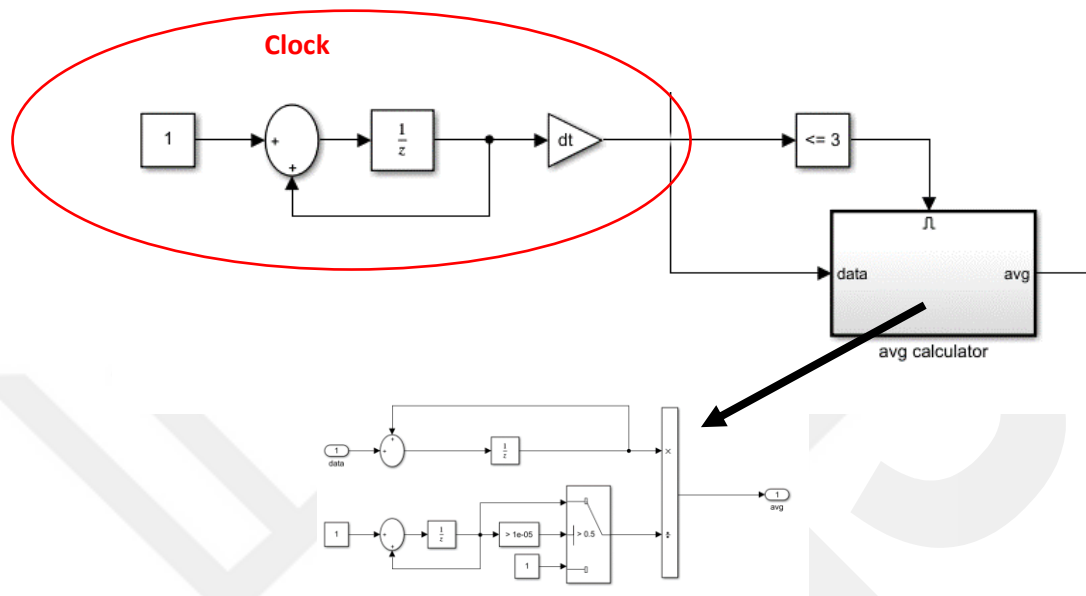 Clock
1
+
+
1
z
dt
<= 3
data
avg
avg calculator
+
+
1
z
×
1
data
1
avg
1
+
+
1
z
> 1e-05
> 0.5
÷
1